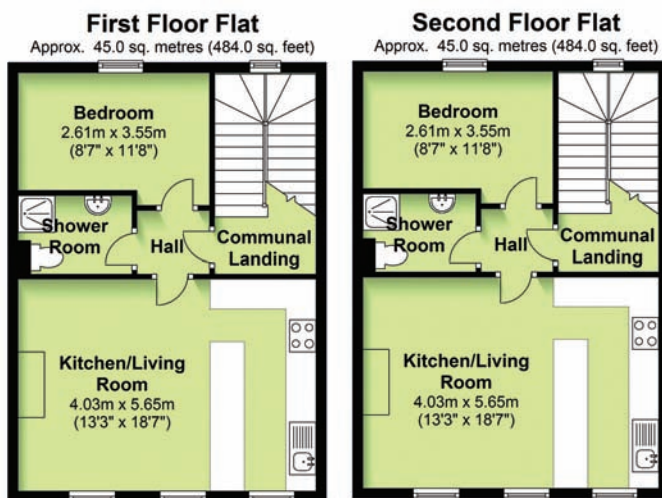 First Floor Flat
Approx. 45.0 sq. metres (484.0 sq. feet)
Bedroom
2.61m x 3.55m
(8'7" x 11'8")
Shower
Room
Hall
Communal
Landing
Kitchen/Living
Room
4.03m x 5.65m
(13'3" x 18'7")
Second Floor Flat
Approx. 45.0 sq. metres (484.0 sq. feet)
Bedroom
2.61m x 3.55m
(8'7" x 11'8")
Shower
Room
Hall
Communal
Landing
Kitchen/Living
Room
4.03m x 5.65m
(13'3" x 18'7")